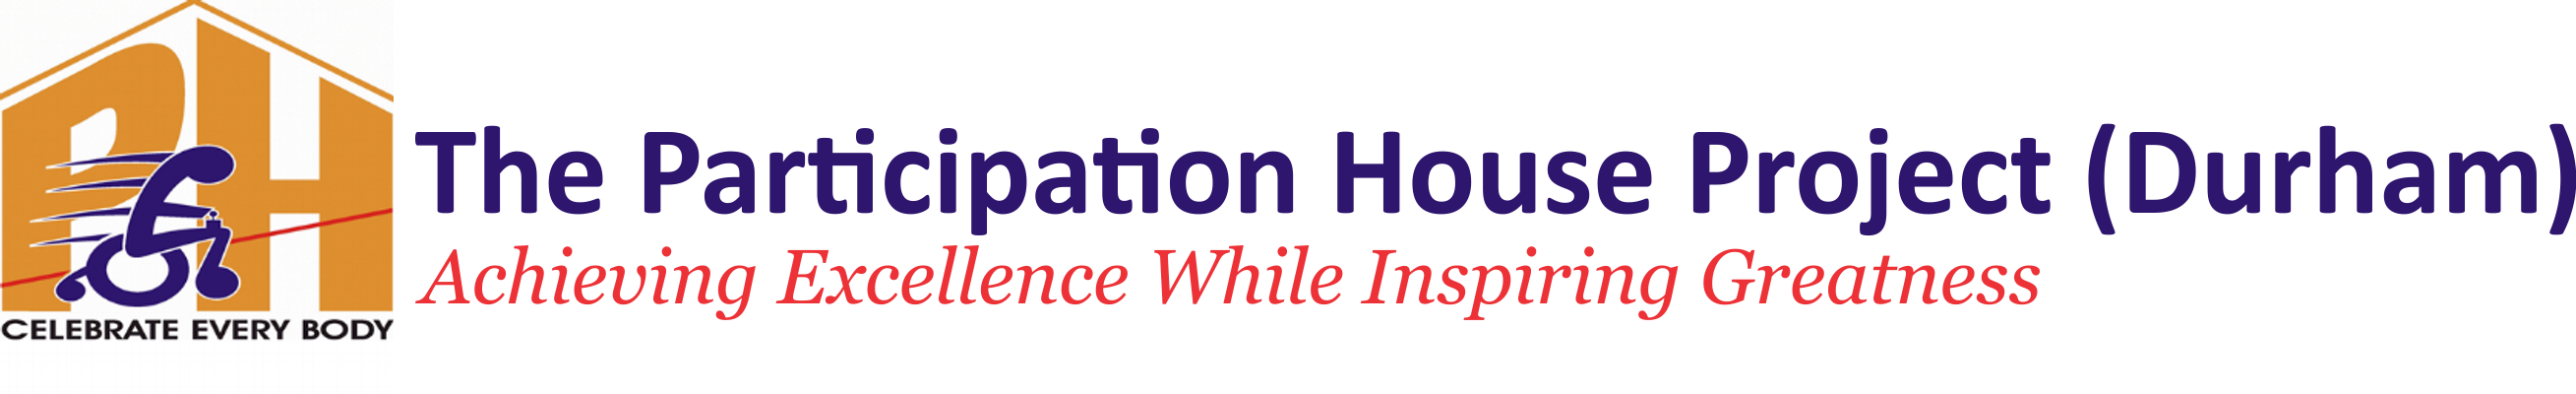 PH
CELEBRATE EVERY BODY
The Participation House Project (Durham)
Achieving Excellence While Inspiring Greatness